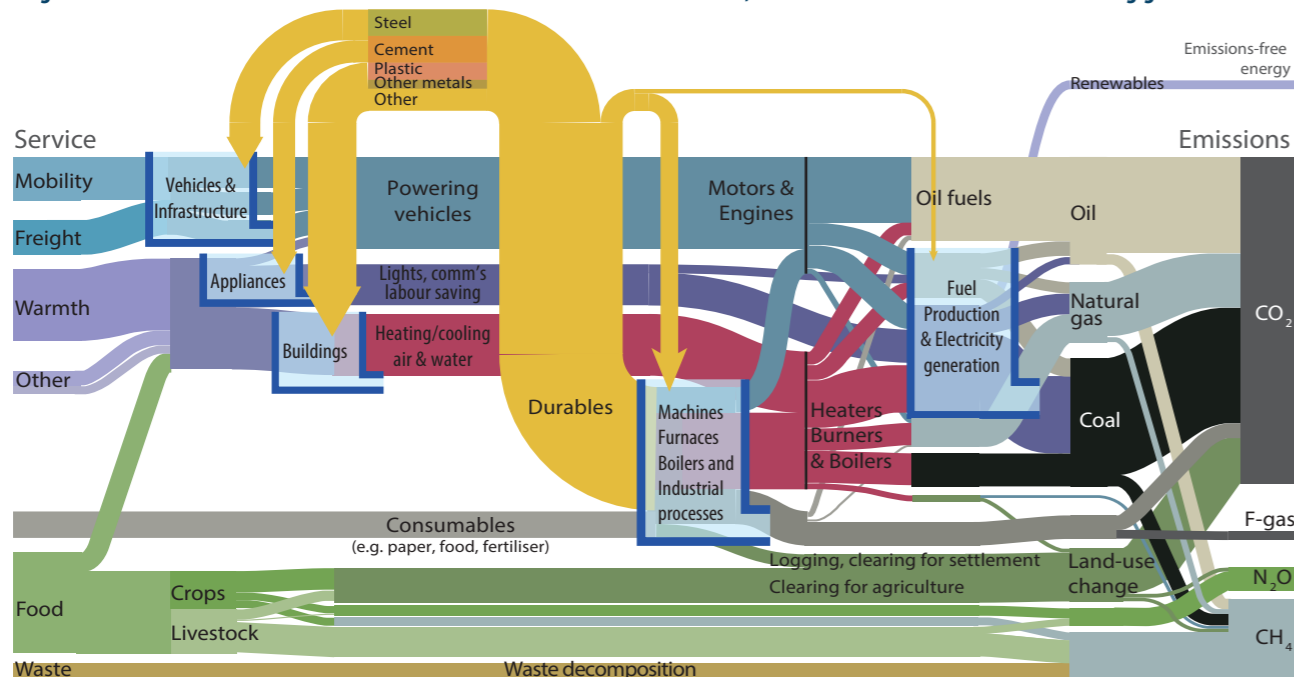 Steel
Cement
Plastic
Other metals
Other
Emissions-free
energy
Renewables
Service
Emissions
Mobility
Vehicles &
Infrastructure
Powering
vehicles
Motors &
Engines
Oil fuels
Oil
Freight
Warmth
Appliances
Lights, comm's
labour saving
Fuel
Production
& Electricity
generation
Natural
gas
CO₂
Buildings
Heating/cooling
air & water
Other
Durables
Machines
Furnaces
Boilers and
Industrial
processes
Heaters
Burners
& Boilers
Coal
Consumables
(e.g. paper, food, fertiliser)
F-gas
Logging, clearing for settlement
Clearing for agriculture
Land-use
change
N₂O
Food
Crops
Livestock
CH₄
Waste
Waste decomposition